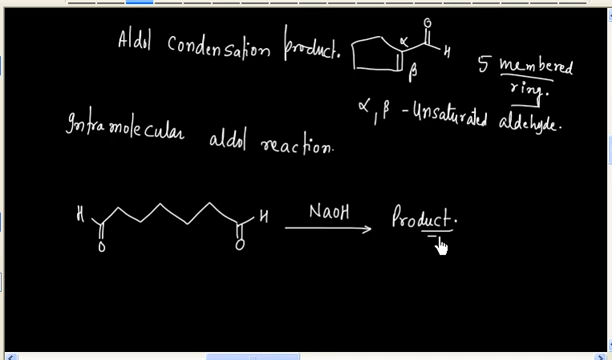 Aldol Condensation product.
α
O
H
β
5 membered ring.
α, β - Unsaturated aldehyde.
Intramolecular aldol reaction.
H
O
O
H
NaOH
Product.